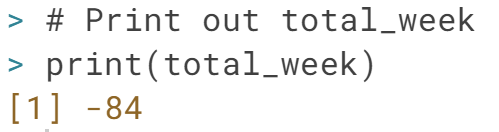 > # Print out total_week
> print(total_week)
[1] -84